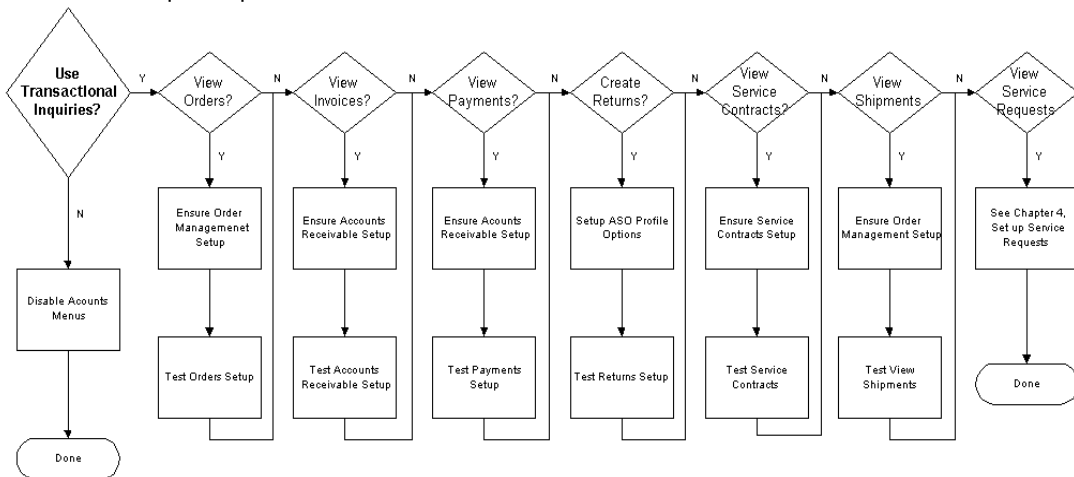 Use
Transactional
Inquiries?
Y
N
Disable Acounts
Menus
Done
View
Orders?
N
Y
Ensure Order
Managemenet
Setup
Test Orders Setup
View
Invoices?
N
Y
Ensure Accounts
Receivable Setup
Test Accounts
Receivable Setup
View
Payments?
N
Y
Ensure Acounts
Receivable Setup
Test Payments
Setup
Create
Returns?
N
Y
Setup ASO Profile
Options
Test Returns Setup
View
Service
Contracts?
N
Y
Ensure Service
Contracts Setup
Test Service
Contracts
View
Shipments
N
Y
Ensure Order
Management Setup
Test View
Shipments
View
Service
Requests
Y
See Chapter 4,
Set up Service
Requests
Done